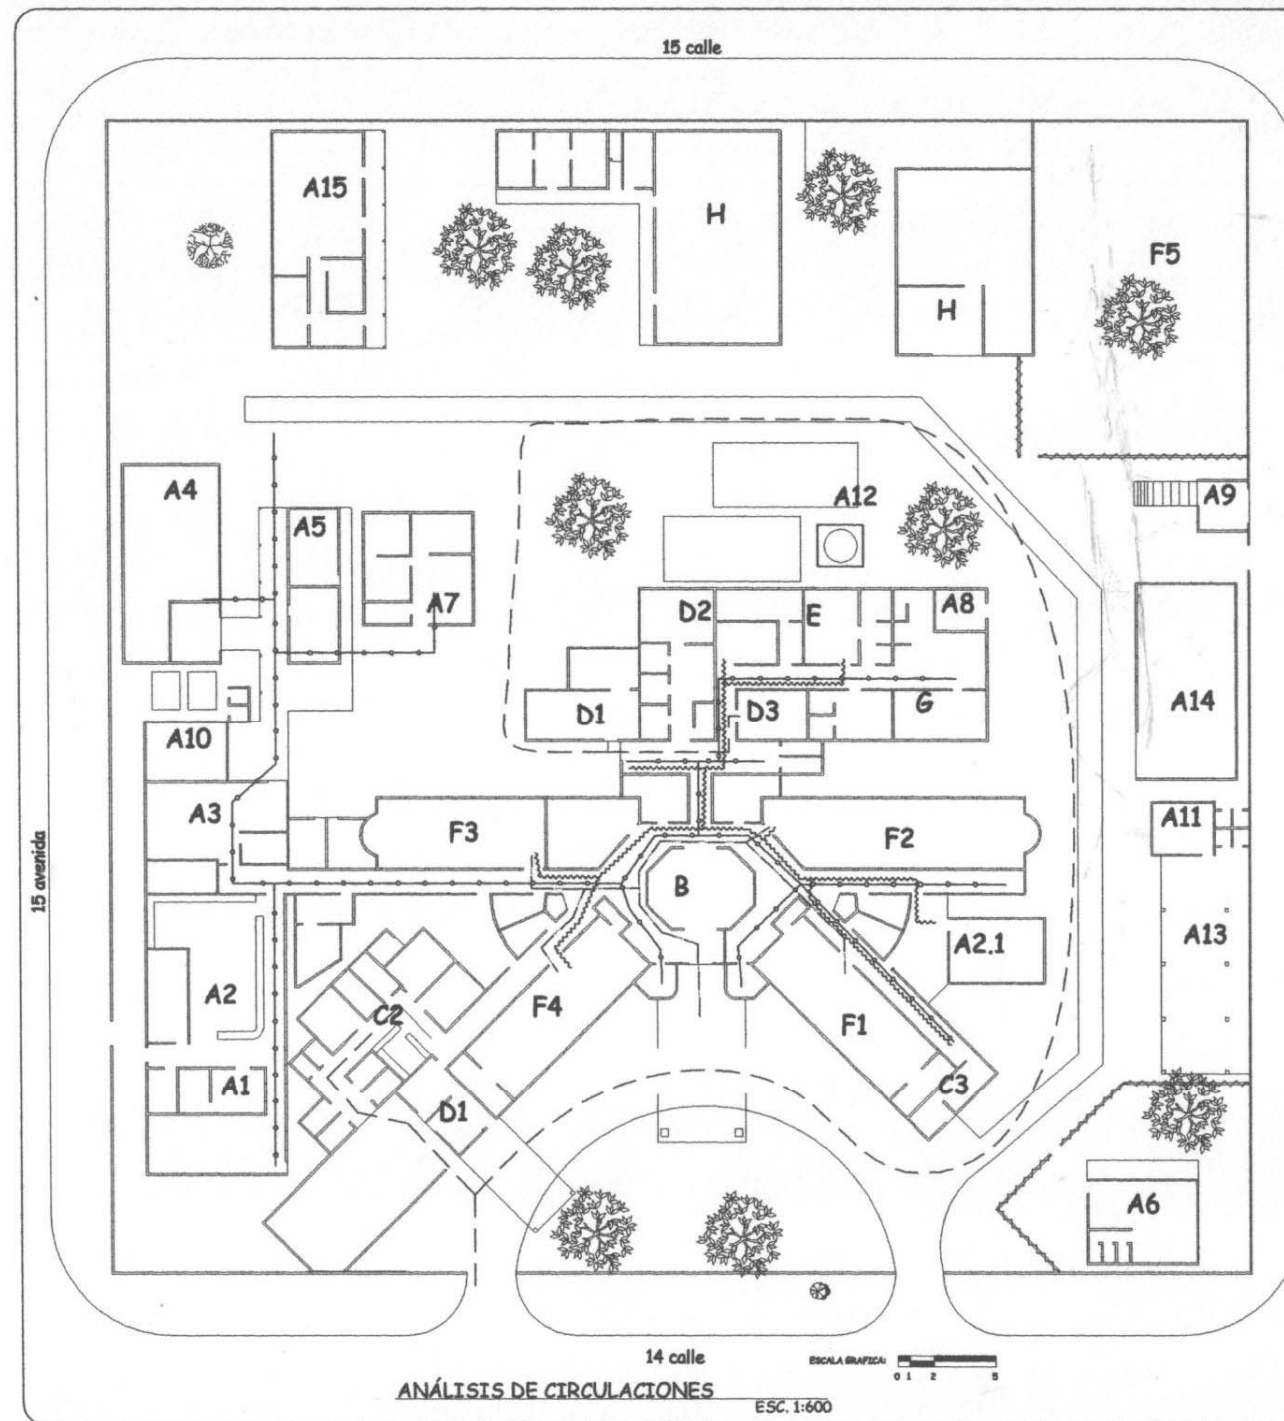 15 calle
A15
H
F5
H
A4
A5
A12
A9
A7
D2
E
A8
D1
D3
G
A14
A10
A3
F3
F2
A11
B
15 avenida
A2.1
A13
A2
C2
F4
F1
A1
D1
C3
A6
14 calle
ESCALA GRAFICA:
0 1 2 5
ANÁLISIS DE CIRCULACIONES
ESC. 1:600